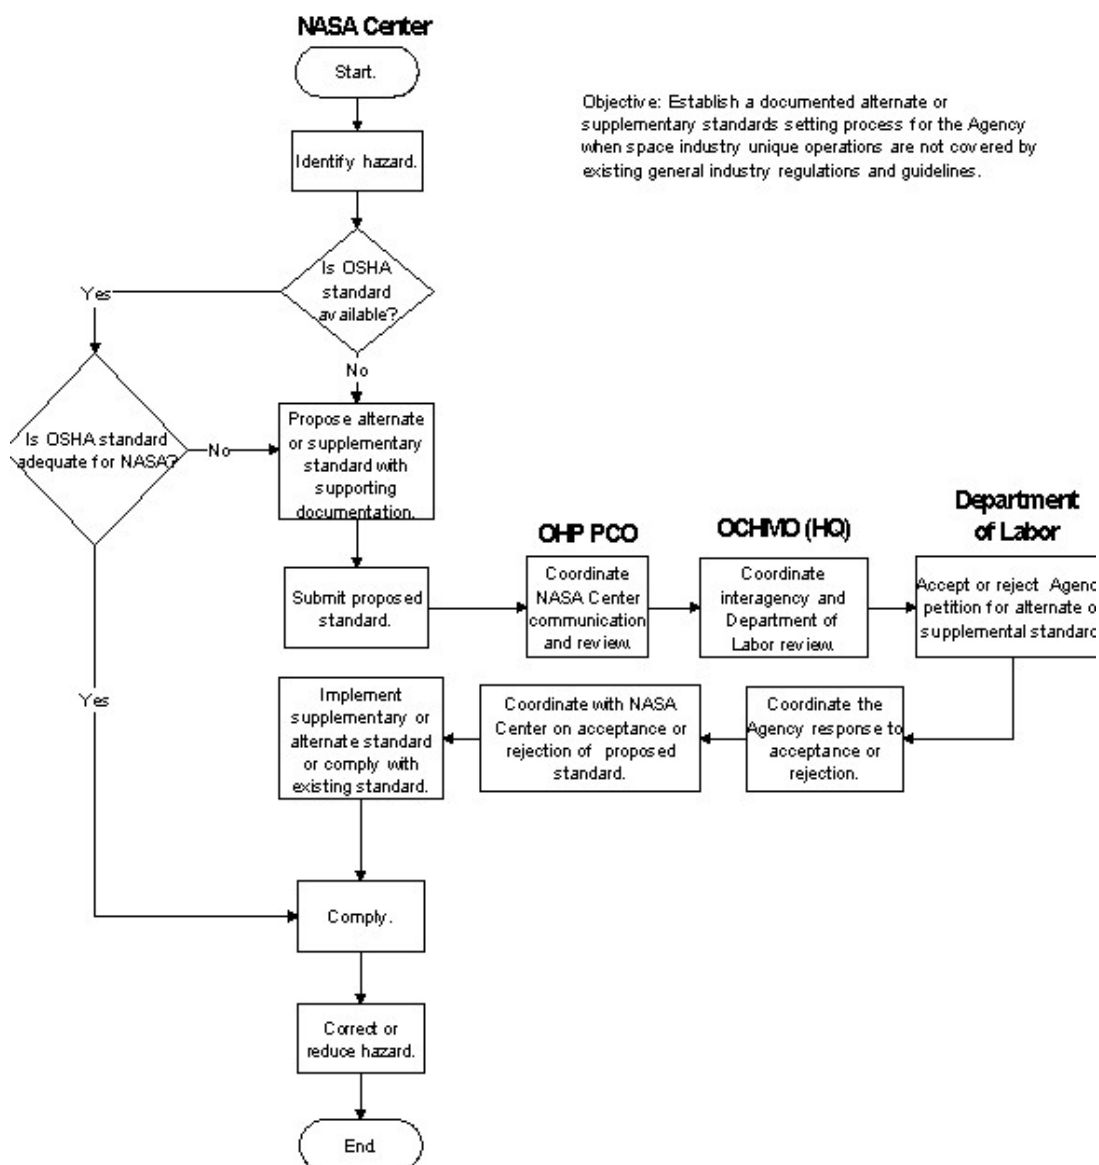 NASA Center
Start.
Objective: Establish a documented alternate or
supplementary standards setting process for the Agency
when space industry unique operations are not covered by
existing general industry regulations and guidelines.
Identify hazard.
Is OSHA
standard
available?
Yes
No
Is OSHA standard
adequate for NASA?
No
Propose alternate
or supplementary
standard with
supporting
documentation.
OHP PCO
OCHMO (HQ)
Department
of Labor
Submit proposed
standard.
Coordinate
NASA Center
communication
and review.
Coordinate
interagency and
Department of
Labor review.
Accept or reject Agenc
petition for alternate o
supplemental standard
Yes
Implement
supplementary or
alternate standard
or comply with
existing standard.
Coordinate with NASA
Center on acceptance or
rejection of proposed
standard.
Coordinate the
Agency response to
acceptance or
rejection.
Comply.
Correct or
reduce hazard.
End.